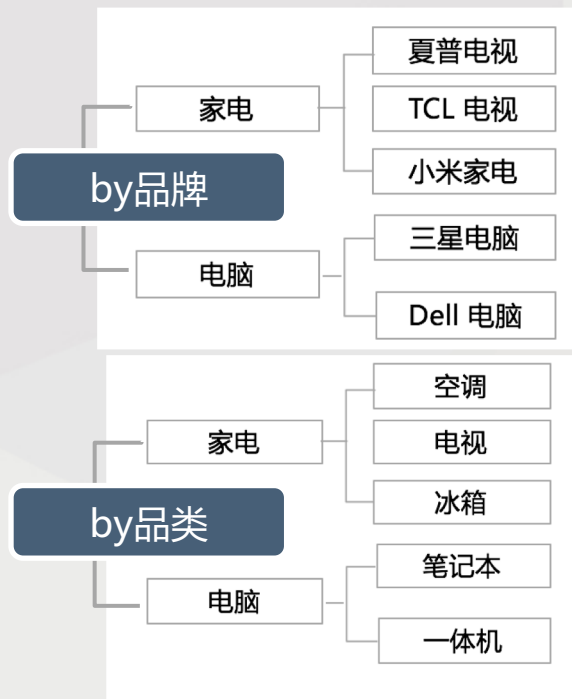 夏普电视
家电
TCL 电视
小米家电
by品牌
三星电脑
电脑
Dell 电脑
空调
家电
电视
冰箱
by品类
笔记本
电脑
一体机